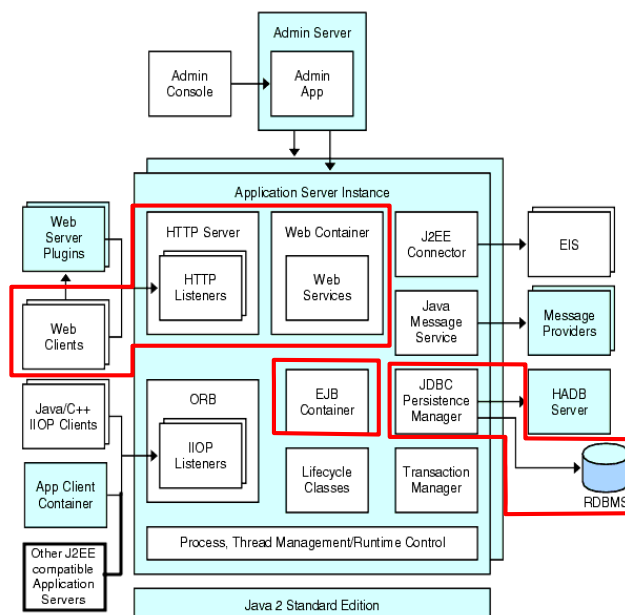 Admin Server
Admin
Console
Admin
App
Application Server Instance
Web
Server
Plugins
HTTP Server
HTTP
Listeners
Web Container
Web
Services
J2EE
Connector
EIS
Web
Clients
Java
Message
Service
Message
Providers
Java/C++
IIOP Clients
ORB
IIOP
Listeners
EJB
Container
JDBC
Persistence
Manager
HADB
Server
App Client
Container
Lifecycle
Classes
Transaction
Manager
RDBMS
Other J2EE
compatible
Application
Servers
Process, Thread Management/Runtime Control
Java 2 Standard Edition